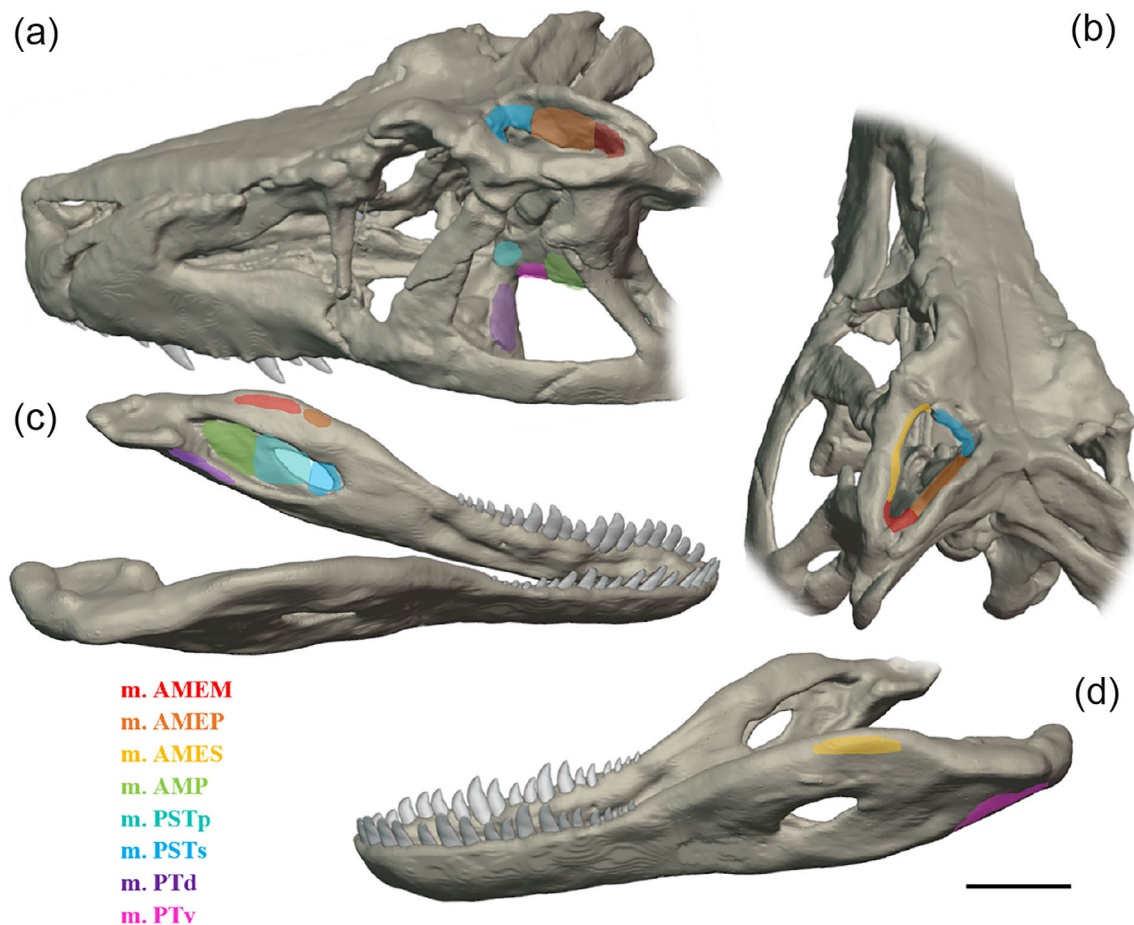 (a)
(b)
(c)
m. AMEM
m. AMEP
m. AMES
m. AMP
m. PSTp
m. PSTs
m. PTd
m. PTv
(d)